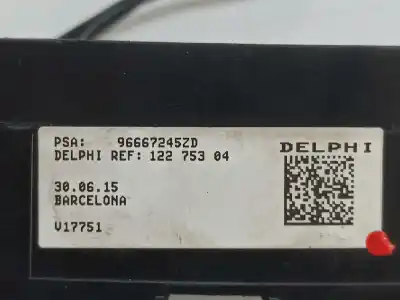 PSA: 96667245ZD
DELPHI
DELPHI REF: 122 753 04
30.06.15
BARCELONA
V17751